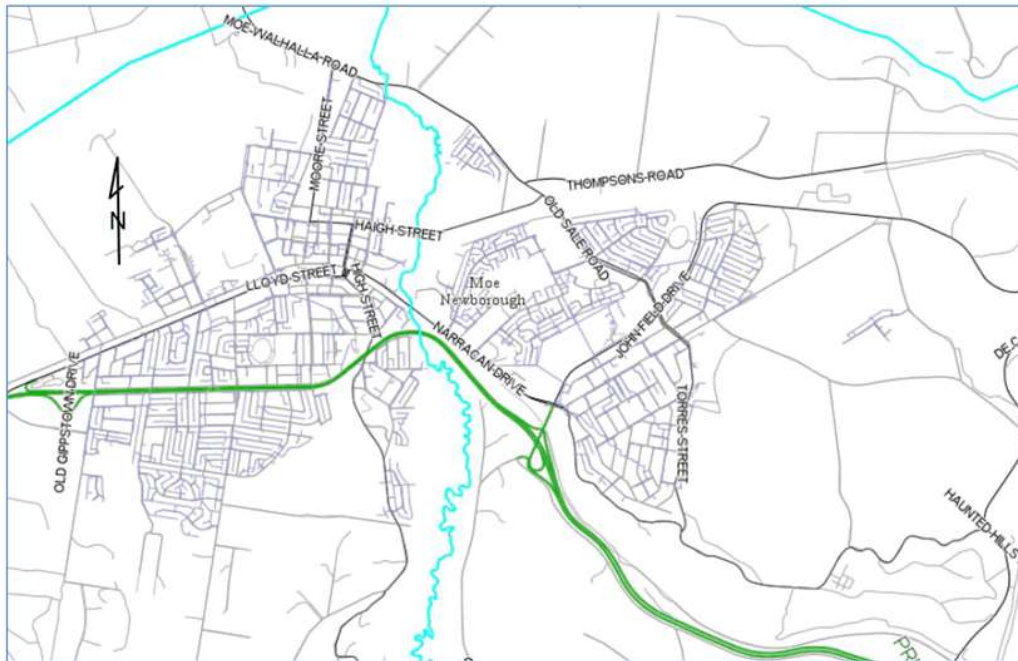 MOE-WALHALLA-ROAD
MOORE-STREET
THOMPSONS-ROAD
N
OLD-SALE-ROAD
HAIGH-STREET
LLOYD-STREET
HIGH-STREET
Moe
Newborough
JOHN-FIELD-DRIVE
NARRACAN-DRIVE
TORRES-STREET
OLD GIPPSTOWN-DRIVE
HAUNTED-HILLS